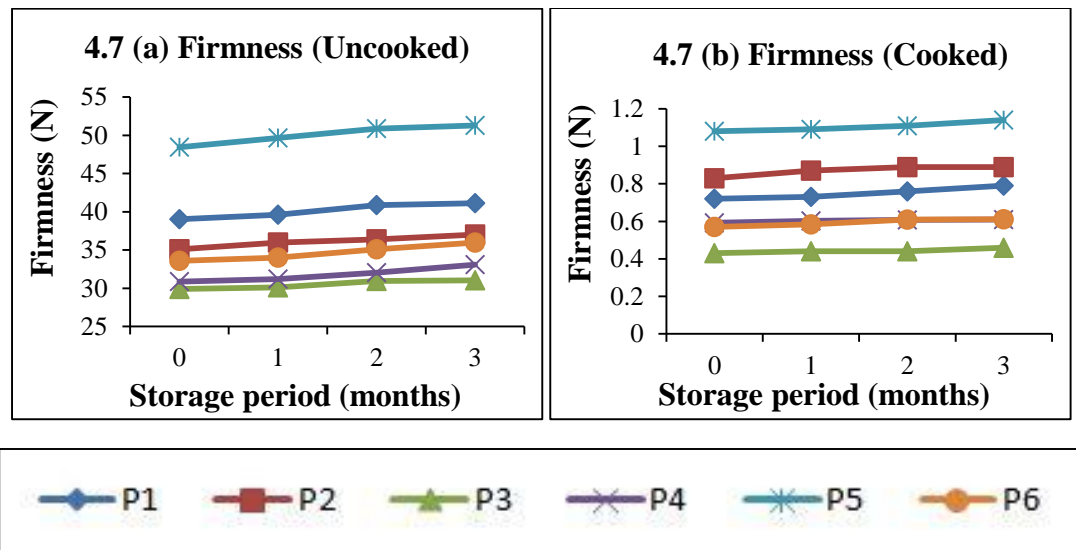 4.7 (a) Firmness (Uncooked)
Firmness (N)
55
50
45
40
35
30
25
0 1 2 3
Storage period (months)
4.7 (b) Firmness (Cooked)
Firmness (N)
1.2
1
0.8
0.6
0.4
0.2
0
0 1 2 3
Storage period (months)
P1 P2 P3 P4 P5 P6